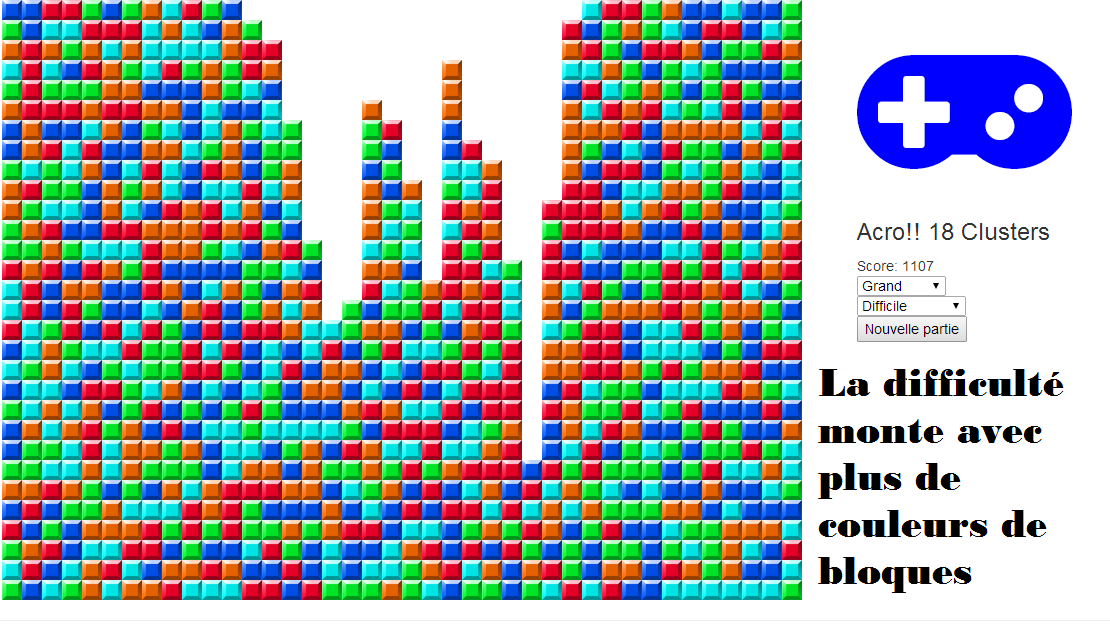 Acro!! 18 Clusters
Score: 1107
Grand
Difficile
Nouvelle partie
La difficulté
monte avec
plus de
couleurs de
bloques